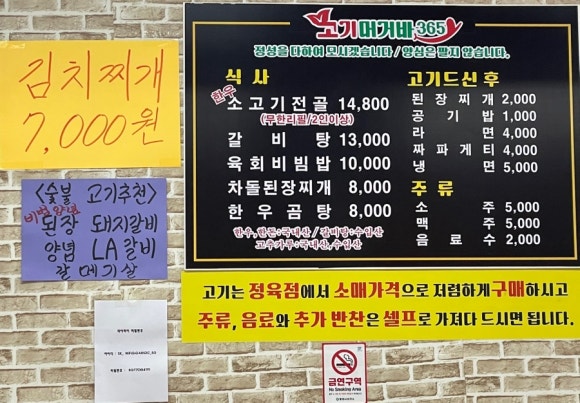 김치찌개
7,000원
<숯불 고기추천>
비법양념
된장 돼지갈비
양념 LA갈비
갈메기살
소기머거바365
정성을 다하여 모시겠습니다 / 양심은 팔지 않습니다.
식사
한우
소고기전골 14,800
(무한리필/2인이상)
갈비탕 13,000
육회비빔밥 10,000
차돌된장찌개 8,000
한우곰탕 8,000
한우,한돈:국내산 / 갈비탕:수입산
고추가루:국내산,수입산
고기드신후
된장찌개 2,000
공기밥 1,000
라면 4,000
짜파게티 4,000
냉면 5,000
주류
소주 5,000
맥주 5,000
음료수 2,000
고기는 정육점에서 소매가격으로 저렴하게구매하시고
주류, 음료와 추가 반찬은 셀프로 가져다 드시면 됩니다.
금연구역
No Smoking Area